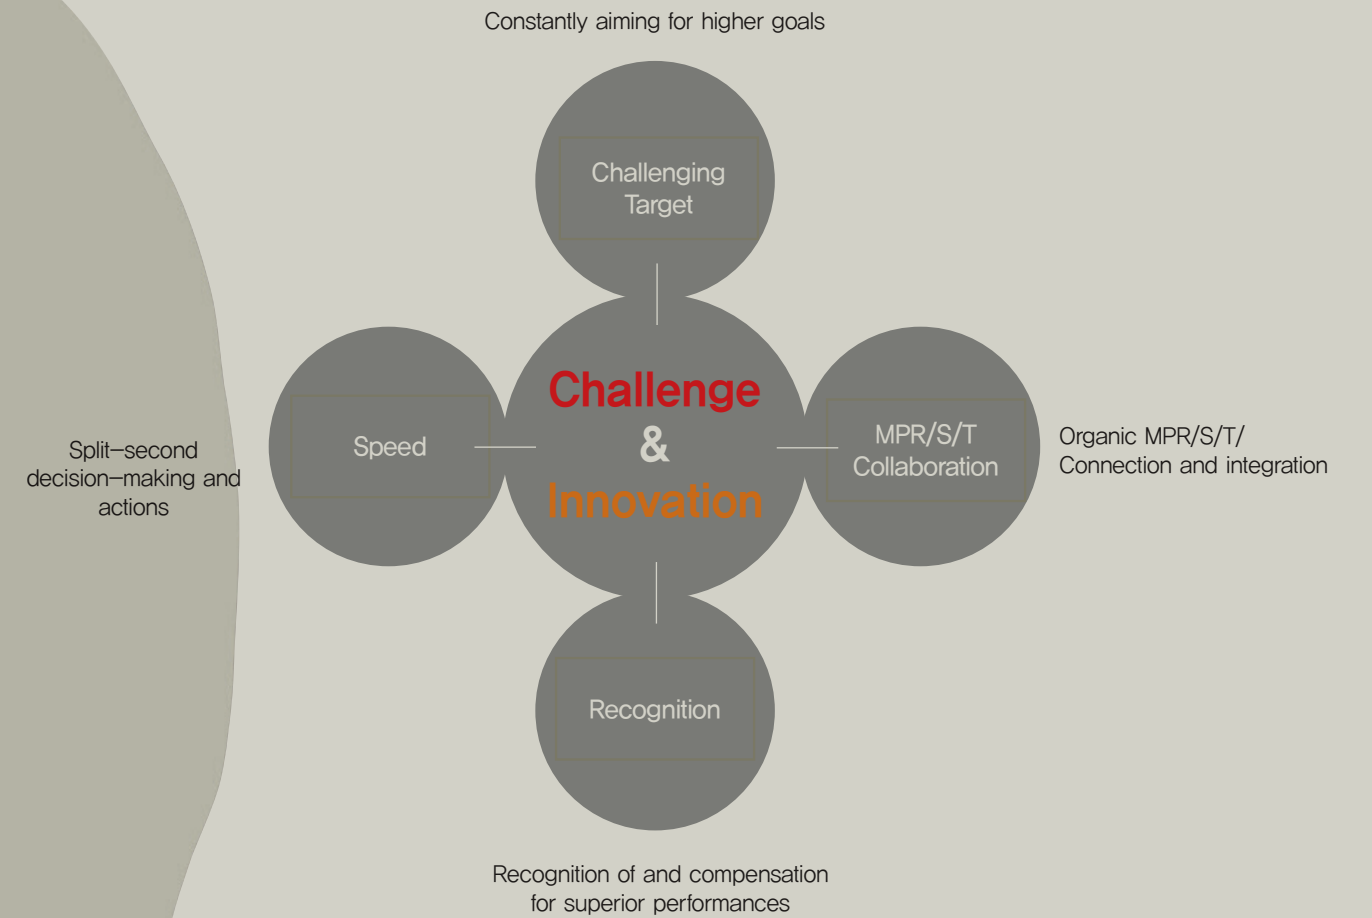 Constantly aiming for higher goals
Challenging
Target
Split-second
decision-making and
actions
Speed
Challenge
&
Innovation
MPR/S/T
Collaboration
Organic MPR/S/T/
Connection and integration
Recognition
Recognition of and compensation
for superior performances